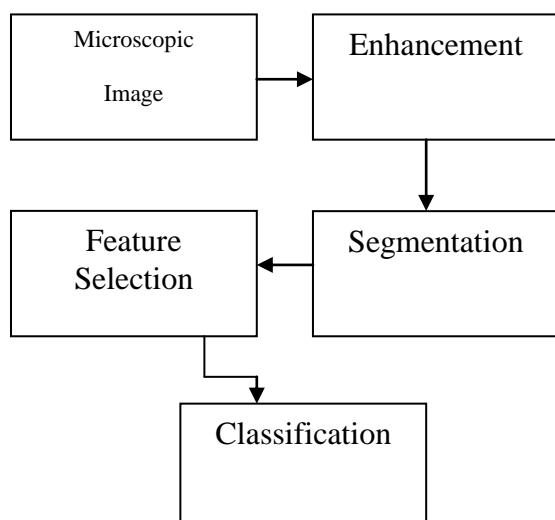 Microscopic
Image
Enhancement
Segmentation
Feature
Selection
Classification